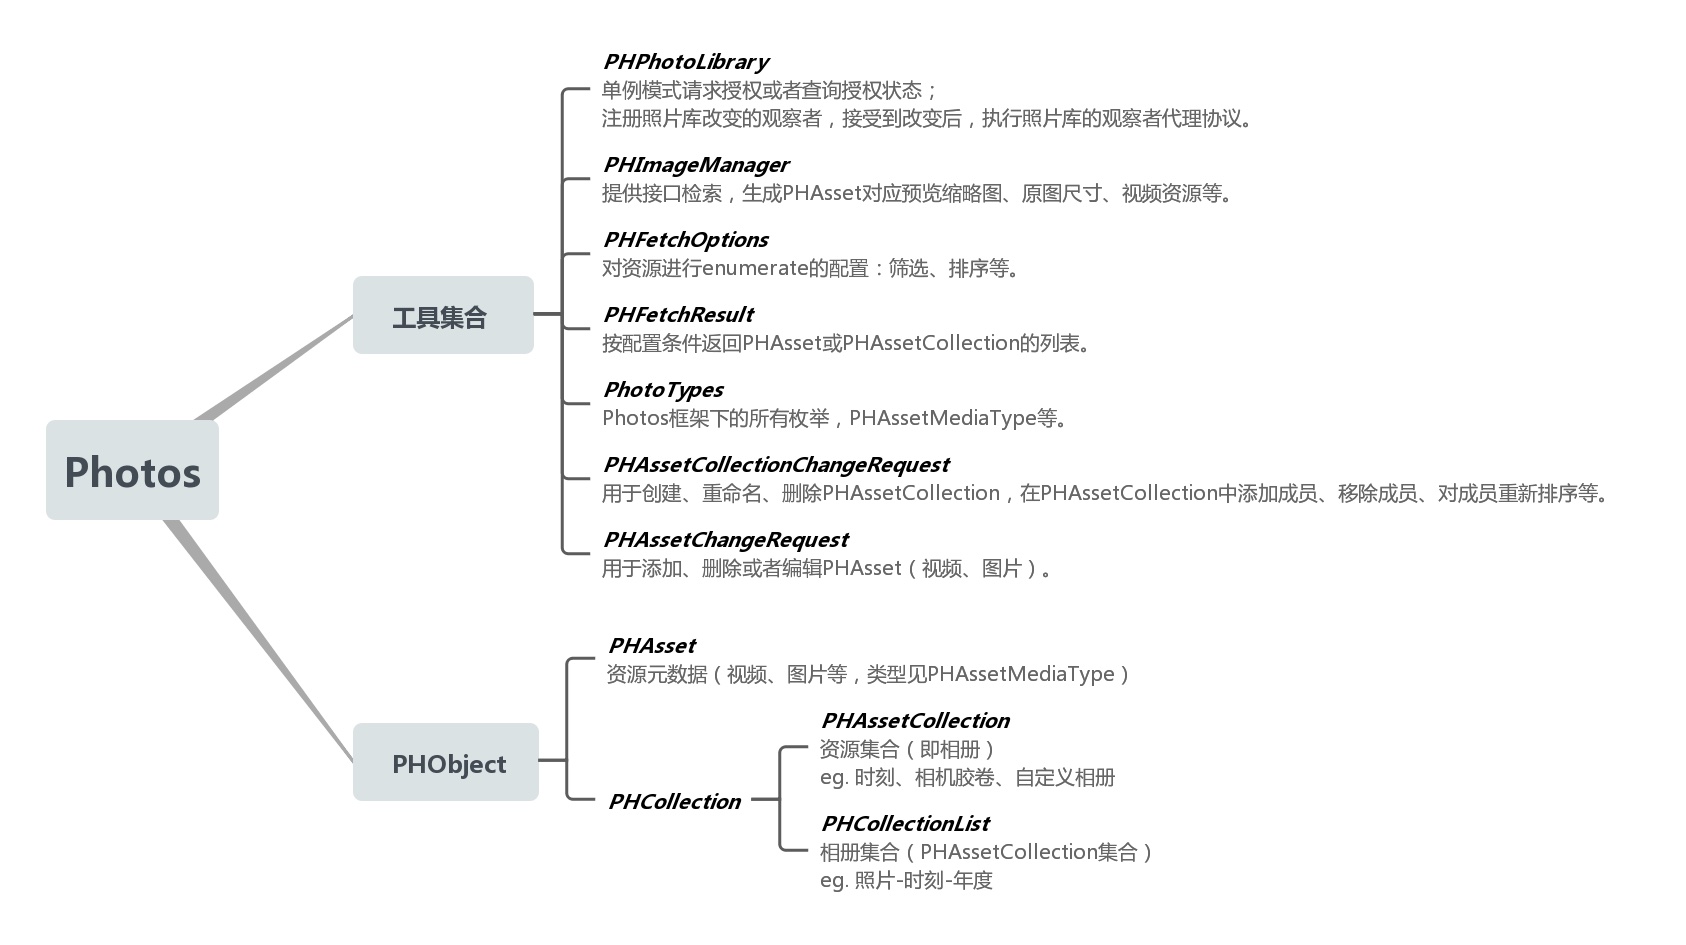 Photos
工具集合
PHPhotoLibrary
单例模式请求授权或者查询授权状态；
注册照片库改变的观察者，接受到改变后，执行照片库的观察者代理协议。
PHImageManager
提供接口检索，生成PHAsset对应预览缩略图、原图尺寸、视频资源等。
PHFetchOptions
对资源进行enumerate的配置：筛选、排序等。
PHFetchResult
按配置条件返回PHAsset或PHAssetCollection的列表。
PhotoTypes
Photos框架下的所有枚举，PHAssetMediaType等。
PHAssetCollectionChangeRequest
用于创建、重命名、删除PHAssetCollection，在PHAssetCollection中添加成员、移除成员、对成员重新排序等。
PHAssetChangeRequest
用于添加、删除或者编辑PHAsset（视频、图片）。
PHObject
PHAsset
资源元数据（视频、图片等，类型见PHAssetMediaType）
PHCollection
PHAssetCollection
资源集合（即相册）
eg. 时刻、相机胶卷、自定义相册
PHCollectionList
相册集合（PHAssetCollection集合）
eg. 照片-时刻-年度